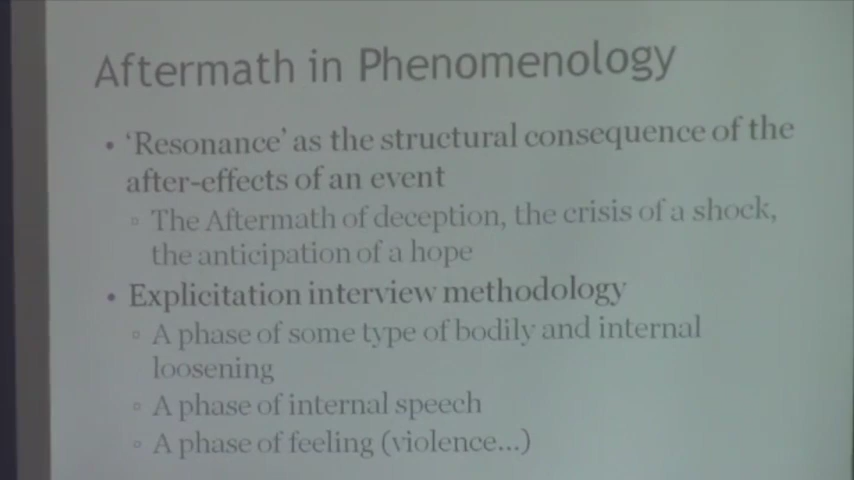 Aftermath in Phenomenology
• 'Resonance' as the structural consequence of the
after-effects of an event
▫ The Aftermath of deception, the crisis of a shock,
the anticipation of a hope
• Explicitation interview methodology
▫ A phase of some type of bodily and internal
loosening
▫ A phase of internal speech
▫ A phase of feeling (violence...)